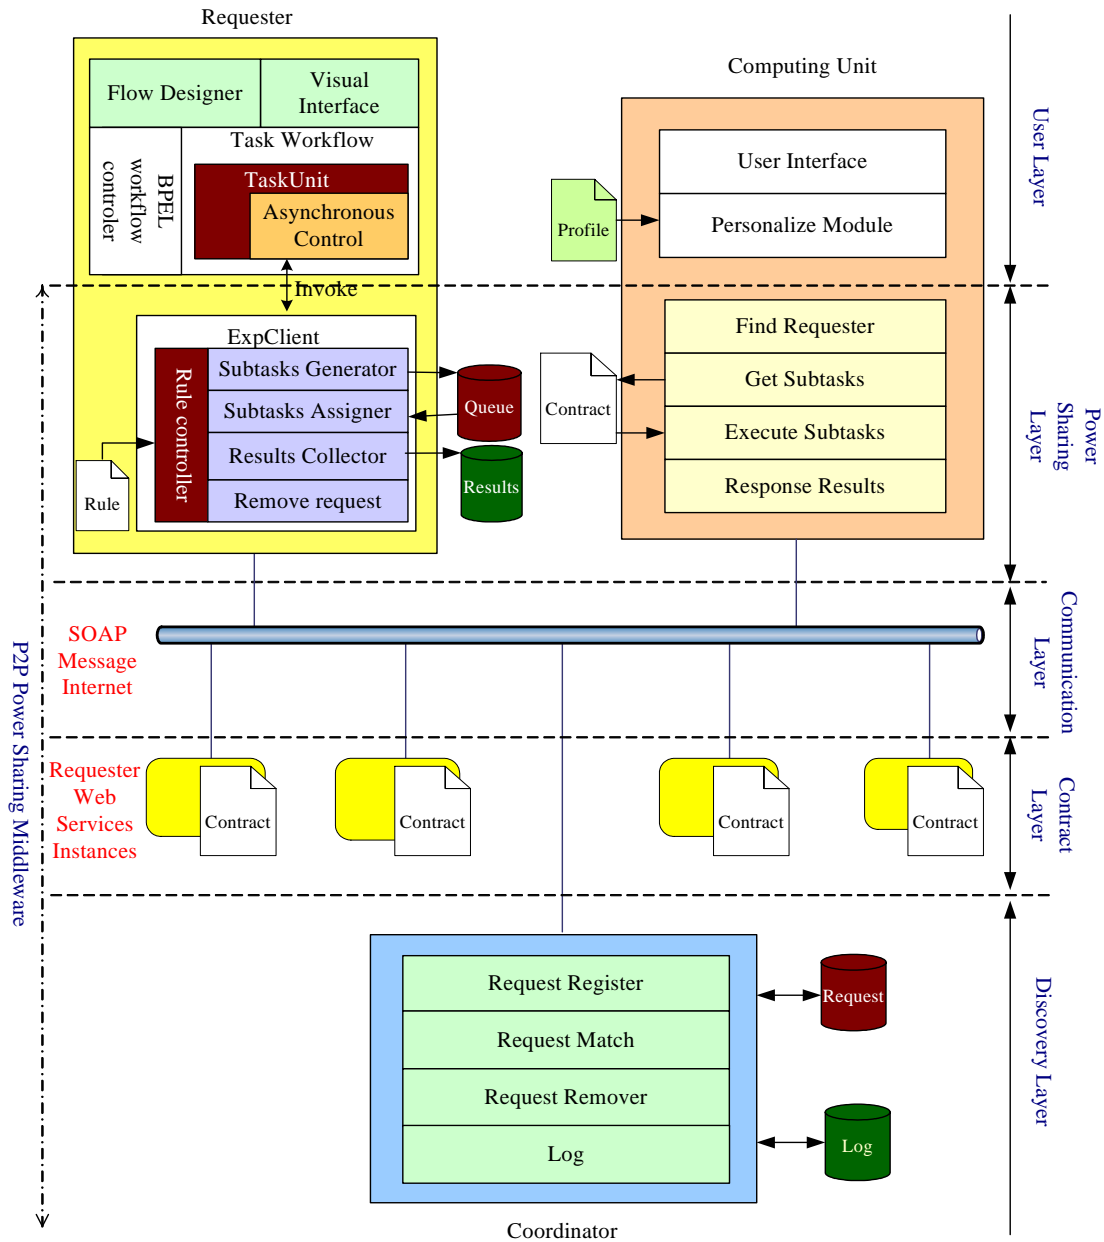 Requester
Flow Designer
Visual
Interface
Task Workflow
BPEL
workflow
controler
TaskUnit
Asynchronous
Control
Invoke
ExpClient
Rule controller
Subtasks Generator
Subtasks Assigner
Results Collector
Remove request
Rule
Queue
Results
Computing Unit
User Interface
Personalize Module
Profile
Find Requester
Get Subtasks
Execute Subtasks
Response Results
Contract
User Layer
Power
Sharing
Layer
SOAP
Message
Internet
Communication
Layer
Requester
Web
Services
Instances
Contract
Contract
Contract
Contract
Contract
Layer
P2P Power Sharing Middleware
Request Register
Request Match
Request Remover
Log
Request
Log
Discovery Layer
Coordinator